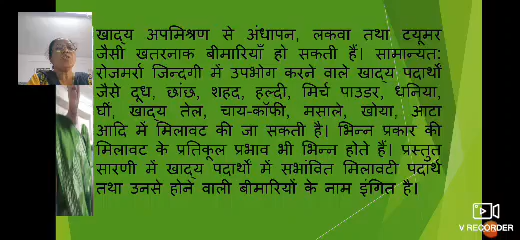 खाद्य अपमिश्रण से अंधापन, लकवा तथा ट्यूमर
जैसी खतरनाक बीमारियाँ हो सकती हैं। सामान्यतः
रोजमर्रा जिन्दगी में उपभोग करने वाले खाद्य पदार्थों
जैसे दूध, छाछ, शहद, हल्दी, मिर्च पाउडर, धनिया,
घीं, खाद्य तेल, चाय-कॉफी, मसाले, खोया, आटा
आदि में मिलावट की जा सकती है। भिन्न प्रकार की
मिलावट के प्रतिकूल प्रभाव भी भिन्न होते हैं। प्रस्तुत
सारणी में खाद्य पदार्थों में सभांवित मिलावटी पदार्थ
तथा उनसे होने वाली बीमारियों के नाम इंगित है।
V RECORDER